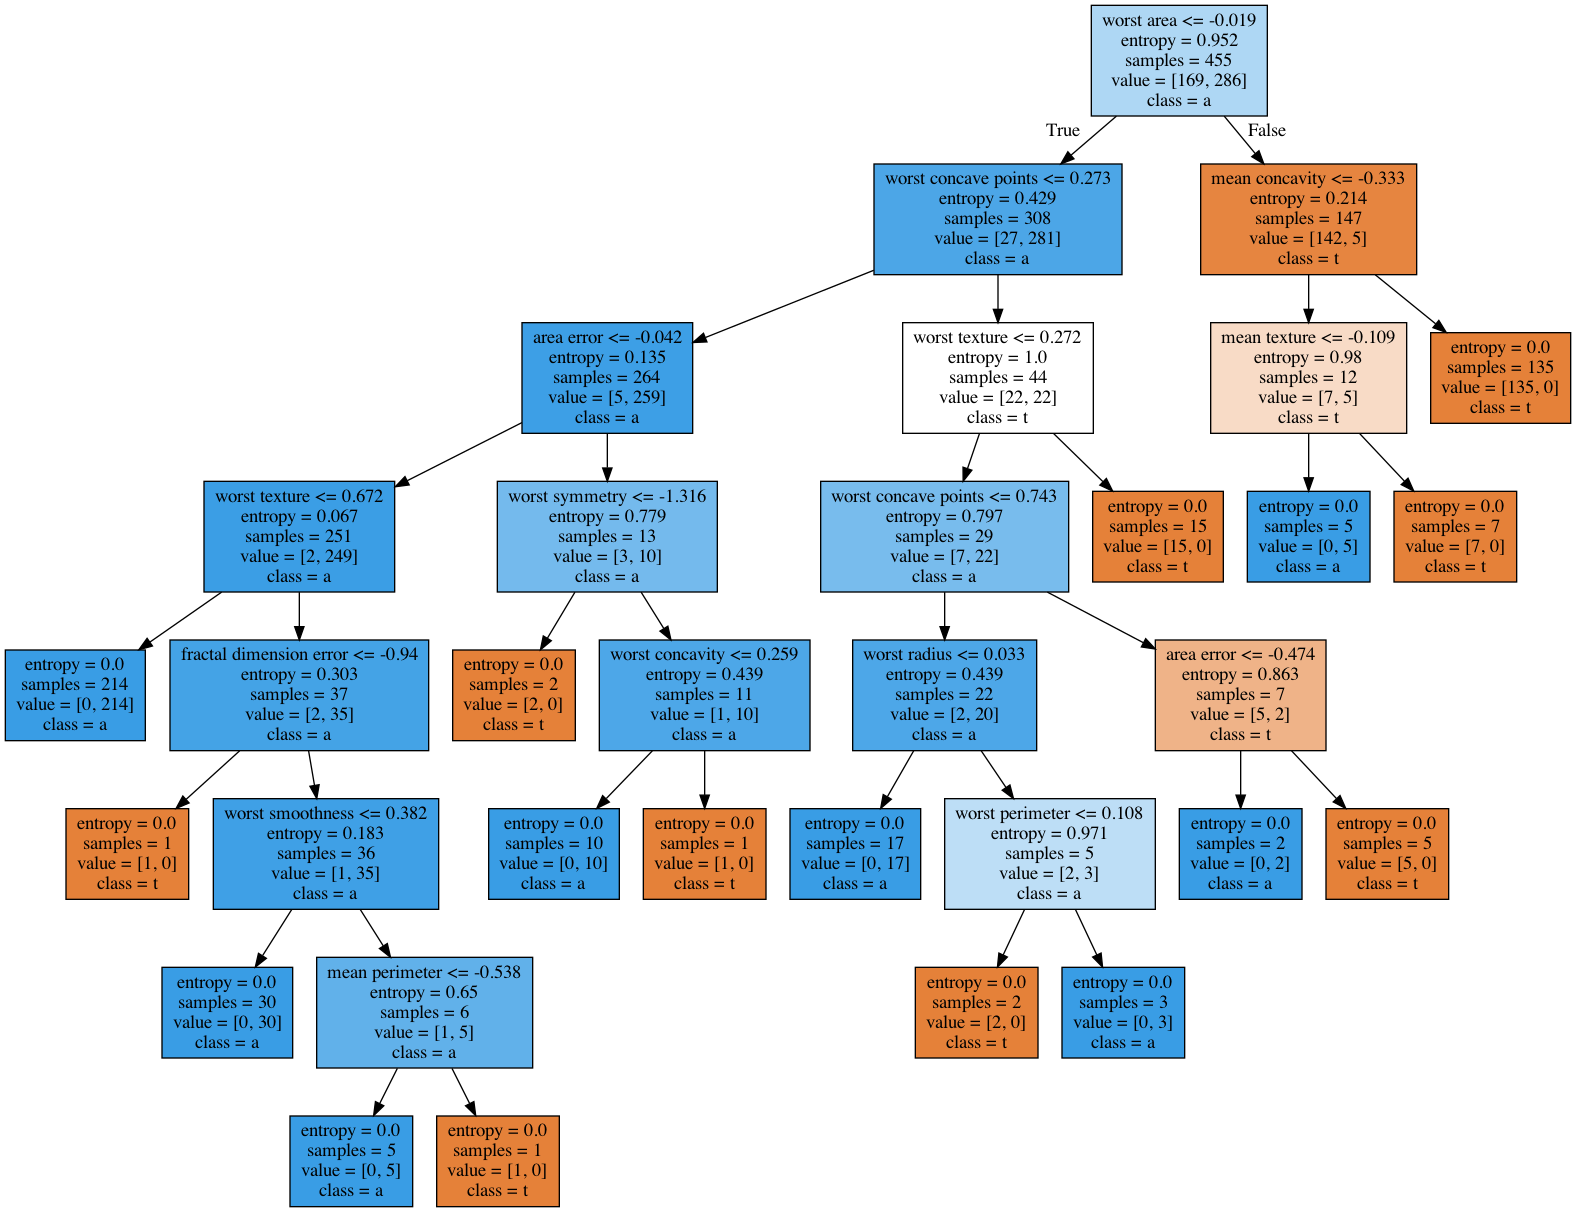 worst area <= -0.019
entropy = 0.952
samples = 455
value = [169, 286]
class = a
True
False
worst concave points <= 0.273
entropy = 0.429
samples = 308
value = [27, 281]
class = a
mean concavity <= -0.333
entropy = 0.214
samples = 147
value = [142, 5]
class = t
area error <= -0.042
entropy = 0.135
samples = 264
value = [5, 259]
class = a
worst texture <= 0.272
entropy = 1.0
samples = 44
value = [22, 22]
class = t
mean texture <= -0.109
entropy = 0.98
samples = 12
value = [7, 5]
class = t
entropy = 0.0
samples = 135
value = [135, 0]
class = t
worst texture <= 0.672
entropy = 0.067
samples = 251
value = [2, 249]
class = a
worst symmetry <= -1.316
entropy = 0.779
samples = 13
value = [3, 10]
class = a
worst concave points <= 0.743
entropy = 0.797
samples = 29
value = [7, 22]
class = a
entropy = 0.0
samples = 15
value = [15, 0]
class = t
entropy = 0.0
samples = 5
value = [0, 5]
class = a
entropy = 0.0
samples = 7
value = [7, 0]
class = t
entropy = 0.0
samples = 214
value = [0, 214]
class = a
fractal dimension error <= -0.94
entropy = 0.303
samples = 37
value = [2, 35]
class = a
entropy = 0.0
samples = 2
value = [2, 0]
class = t
worst concavity <= 0.259
entropy = 0.439
samples = 11
value = [1, 10]
class = a
worst radius <= 0.033
entropy = 0.439
samples = 22
value = [2, 20]
class = a
area error <= -0.474
entropy = 0.863
samples = 7
value = [5, 2]
class = t
entropy = 0.0
samples = 1
value = [1, 0]
class = t
worst smoothness <= 0.382
entropy = 0.183
samples = 36
value = [1, 35]
class = a
entropy = 0.0
samples = 10
value = [0, 10]
class = a
entropy = 0.0
samples = 1
value = [1, 0]
class = t
entropy = 0.0
samples = 17
value = [0, 17]
class = a
worst perimeter <= 0.108
entropy = 0.971
samples = 5
value = [2, 3]
class = a
entropy = 0.0
samples = 2
value = [0, 2]
class = a
entropy = 0.0
samples = 5
value = [5, 0]
class = t
entropy = 0.0
samples = 30
value = [0, 30]
class = a
mean perimeter <= -0.538
entropy = 0.65
samples = 6
value = [1, 5]
class = a
entropy = 0.0
samples = 2
value = [2, 0]
class = t
entropy = 0.0
samples = 3
value = [0, 3]
class = a
entropy = 0.0
samples = 5
value = [0, 5]
class = a
entropy = 0.0
samples = 1
value = [1, 0]
class = t